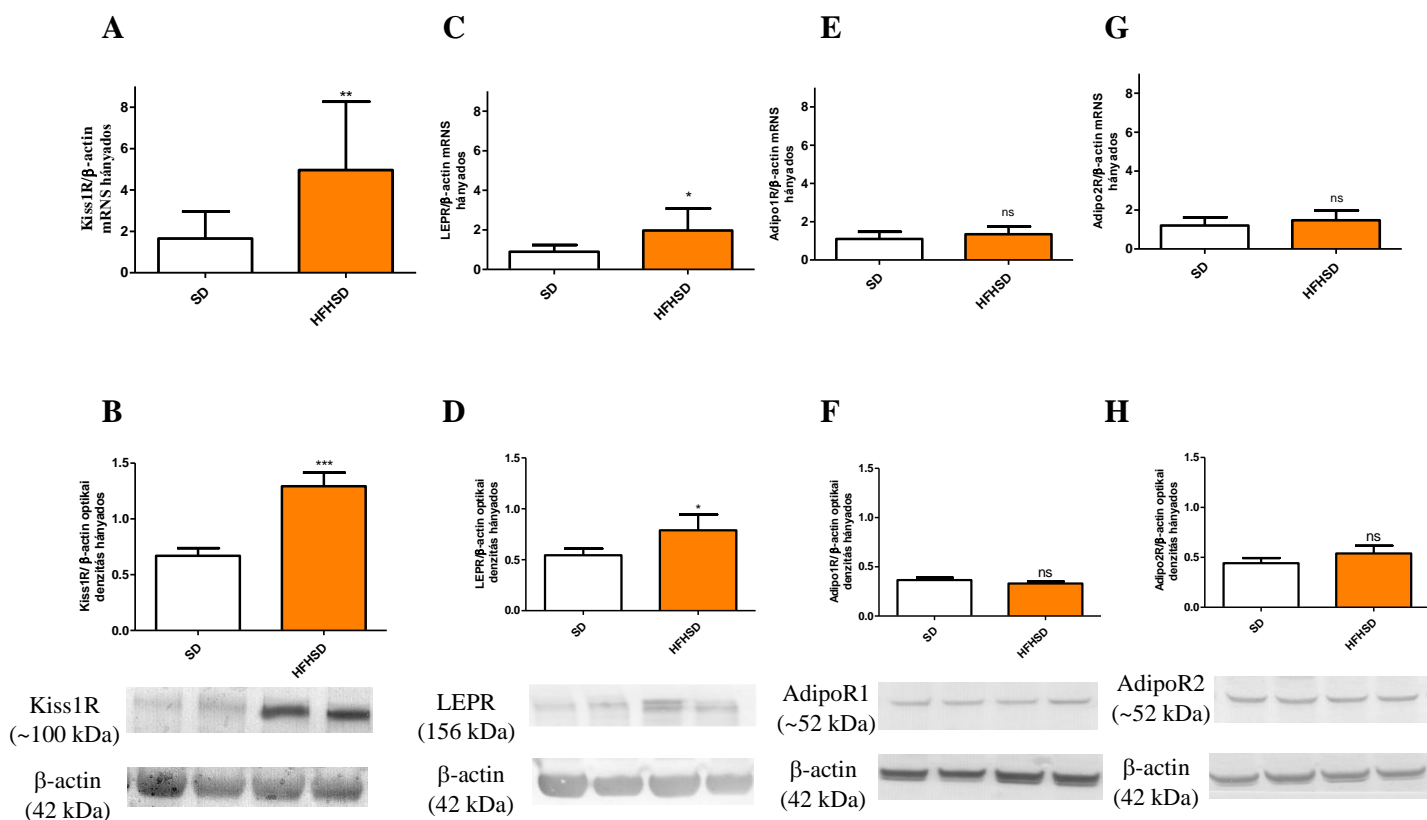 A
Kiss1R/β-actin
mRNS hányados
8
6
4
2
0
**
SD
HFHSD
C
LEPR/β-actin mRNS
hányados
8
6
4
2
0
*
SD
HFHSD
E
Adipo1R/β-actin mRNS
hányados
8
6
4
2
0
ns
SD
HFHSD
G
Adipo2R/β-actin mRNS
hányados
8
6
4
2
0
ns
SD
HFHSD
B
Kiss1R/ β-actin optikai
denzitás hányados
1.5
1.0
0.5
0.0
***
SD
HFHSD
Kiss1R
(~100 kDa)
β-actin
(42 kDa)
D
LEPR/β-actin optikai
denzitás hányados
1.5
1.0
0.5
0.0
*
SD
HFHSD
LEPR
(156 kDa)
β-actin
(42 kDa)
F
Adipo1R/ β-actin optikai
denzitás hányados
1.5
1.0
0.5
0.0
ns
SD
HFHSD
AdipoR1
(~52 kDa)
β-actin
(42 kDa)
H
Adipo2R/β-actin optikai
denzitás hányados
1.5
1.0
0.5
0.0
ns
SD
HFHSD
AdipoR2
(~52 kDa)
β-actin
(42 kDa)